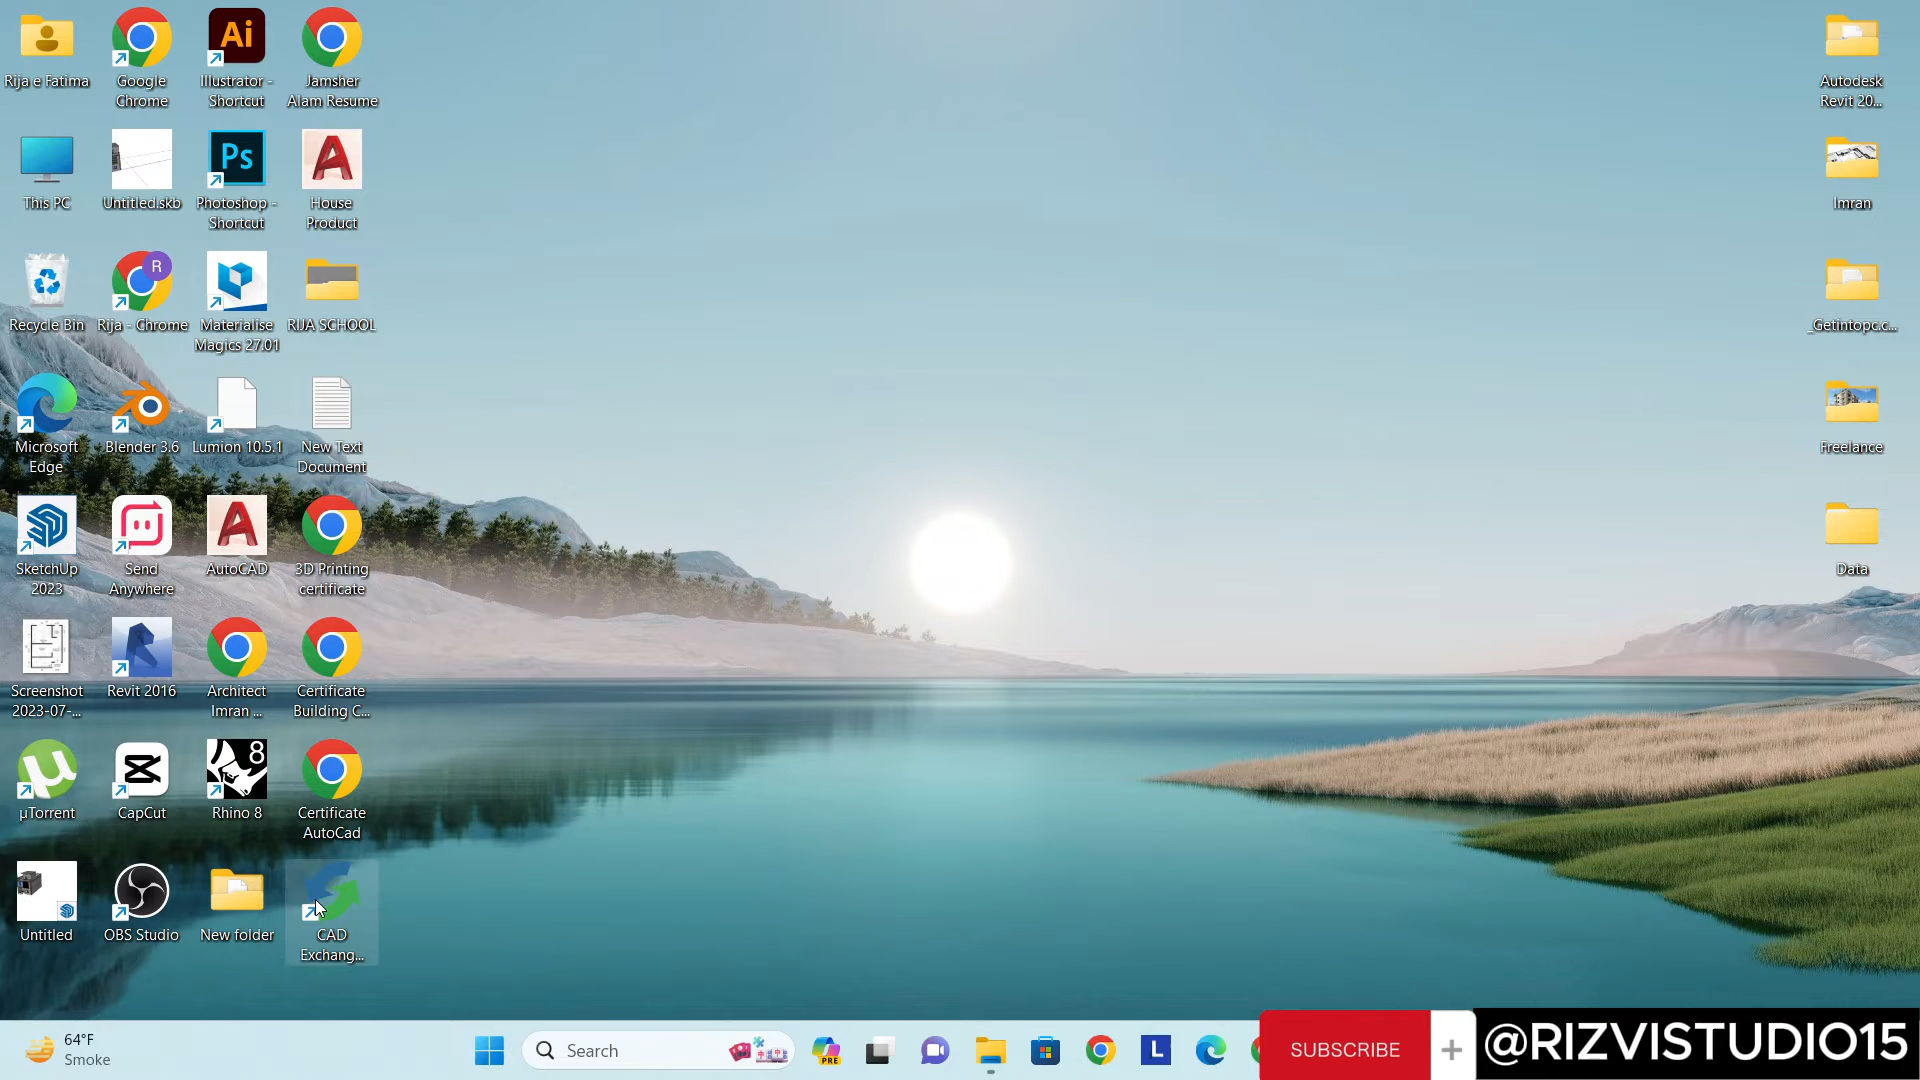 Rija e Fatima
Google
Chrome
Ai
Illustrator -
Shortcut
Jamsher
Alam Resume
Autodesk
Revit 20...
This PC
Untitled.skb
Ps
Photoshop -
Shortcut
House
Product
Imran
Recycle Bin
R
Rija - Chrome
Materialise
Magics 27.01
RIJA SCHOOL
_Getintopc.c...
Microsoft
Edge
Blender 3.6
Lumion 10.5.1
New Text
Document
Freelance
SketchUp
2023
Send
Anywhere
AutoCAD
3D Printing
certificate
Data
Screenshot
2023-07-...
Revit 2016
Architect
Imran ...
Certificate
Building C...
µTorrent
CapCut
8
Rhino 8
Certificate
AutoCad
Untitled
OBS Studio
New folder
CAD
Exchang...
64°F
Smoke
Search
PRE
L
SUBSCRIBE
+
@RIZVISTUDIO15